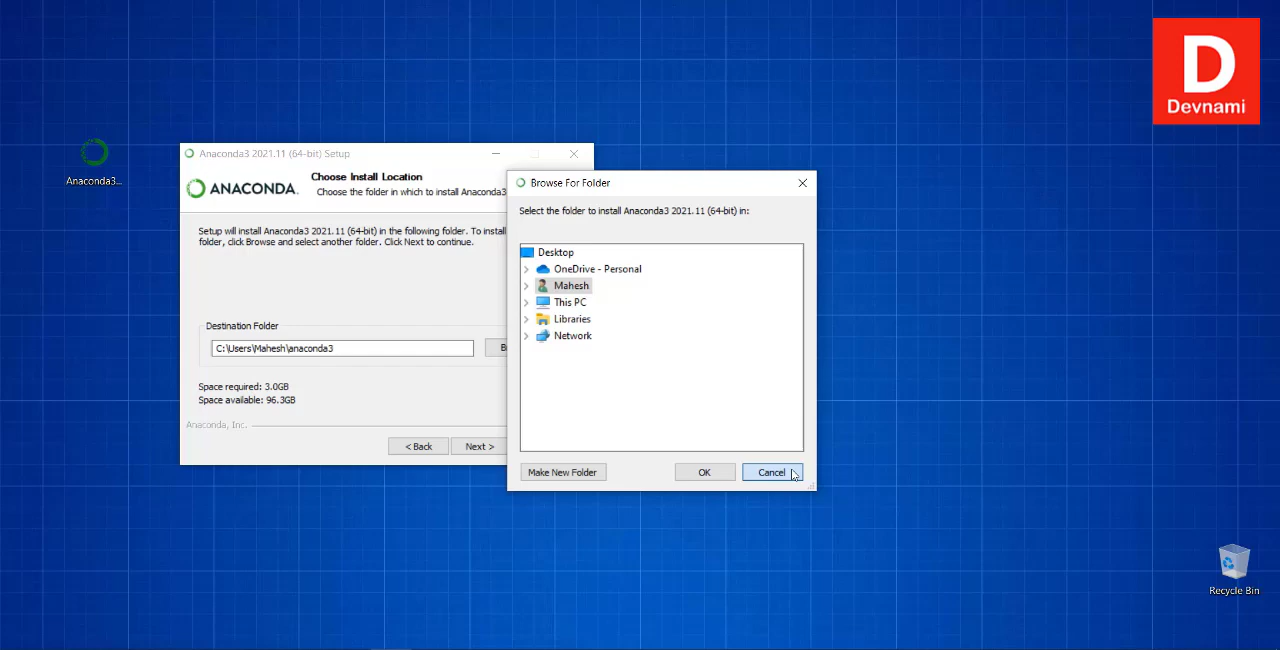 D
Devnami
Anaconda3...
Anaconda3 2021.11 (64-bit) Setup
ANACONDA.
Choose Install Location
Choose the folder in which to install Anaconda3
Setup will install Anaconda3 2021.11 (64-bit) in the following folder. To install
folder, click Browse and select another folder. Click Next to continue.
Destination Folder
C:\Users\Mahesh\anaconda3
Space required: 3.0GB
Space available: 96.3GB
Anaconda, Inc.
< Back
Next >
Browse For Folder
Select the folder to install Anaconda3 2021.11 (64-bit) in:
Desktop
OneDrive - Personal
Mahesh
This PC
Libraries
Network
Make New Folder
OK
Cancel
Recycle Bin